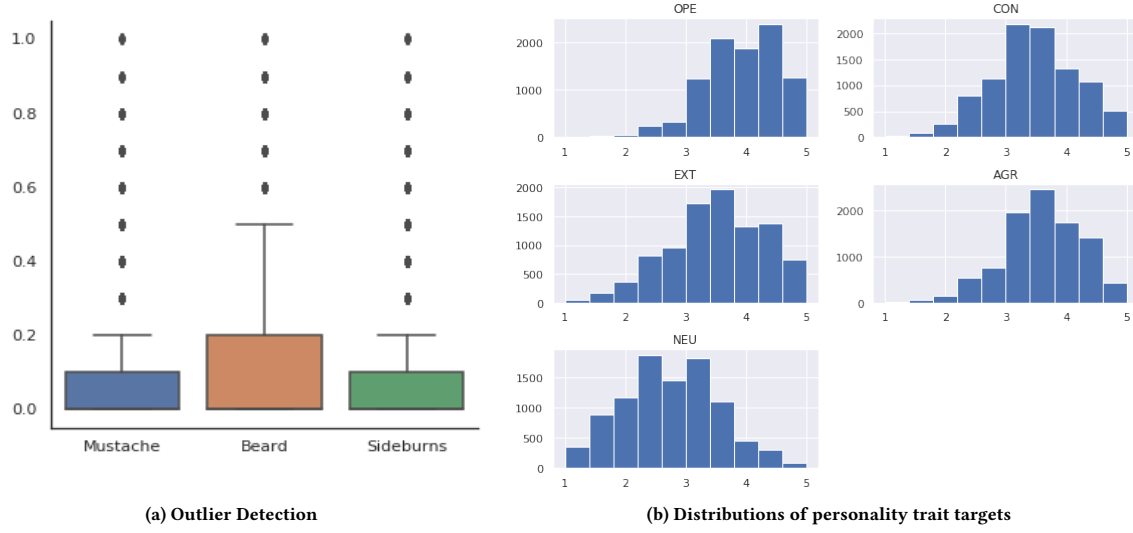 1.0
0.8
0.6
0.4
0.2
0.0
Mustache Beard Sideburns
(a) Outlier Detection
OPE
2000
1000
0
1 2 3 4 5
CON
2000
1500
1000
500
0
1 2 3 4 5
EXT
2000
1500
1000
500
0
1 2 3 4 5
AGR
2000
1000
0
1 2 3 4 5
NEU
1500
1000
500
0
1 2 3 4 5
(b) Distributions of personality trait targets